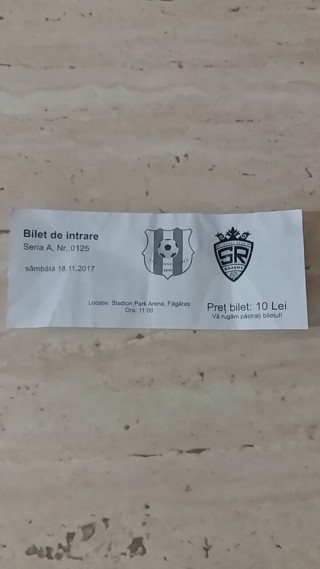 Bilet de intrare
Seria A, Nr. 0125
sâmbătă 18.11.2017
SR
BRAȘOV
Locație: Stadion Park Arena, Făgăraș
Ora: 11:00
Preț bilet: 10 Lei
Vă rugăm păstrați biletul!